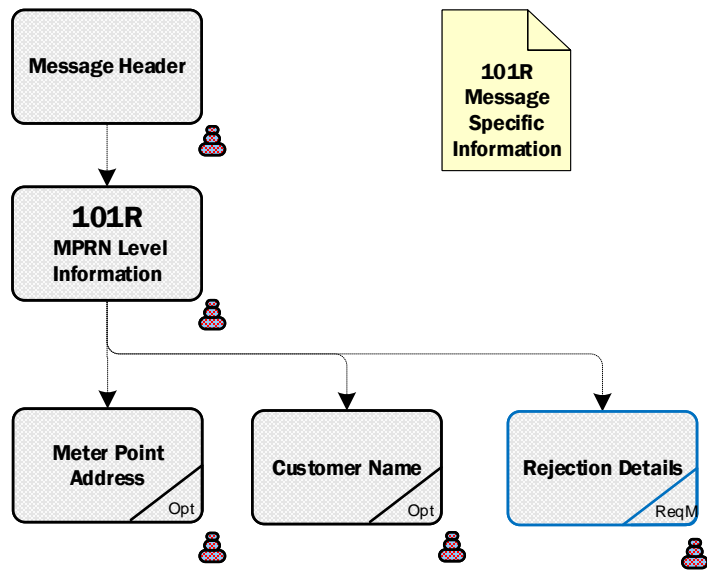 Message Header
101R
Message
Specific
Information
101R
MPRN Level
Information
Meter Point
Address
Opt
Customer Name
Opt
Rejection Details
ReqM